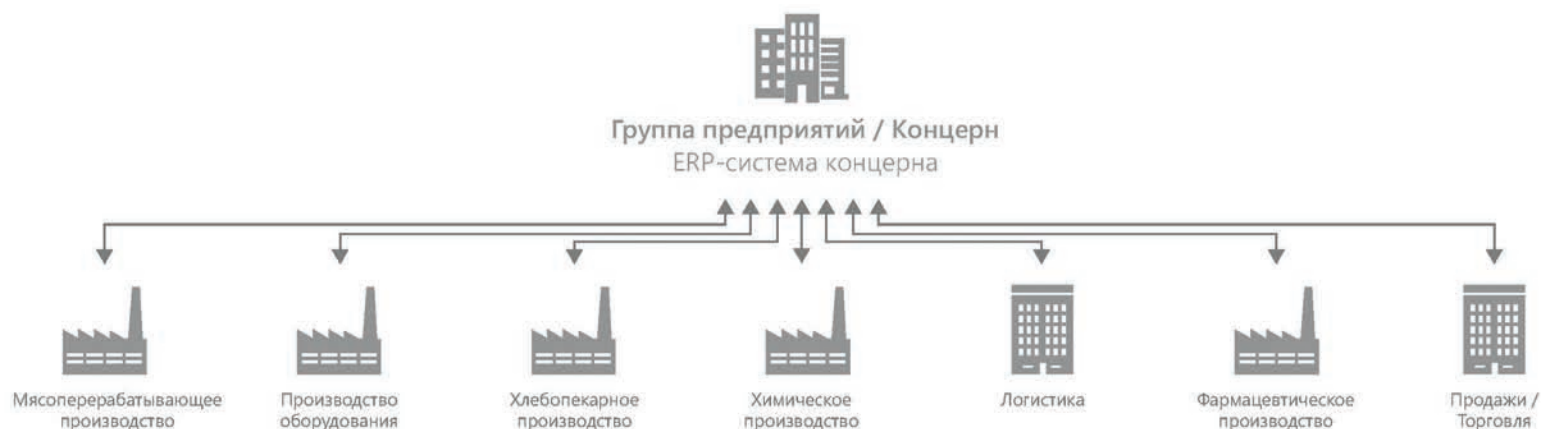 Группа предприятий / Концерн
ERP-система концерна
Мясоперерабатывающее
производство
Производство
оборудования
Хлебопекарное
производство
Химическое
производство
Логистика
Фармацевтическое
производство
Продажи /
Торговля